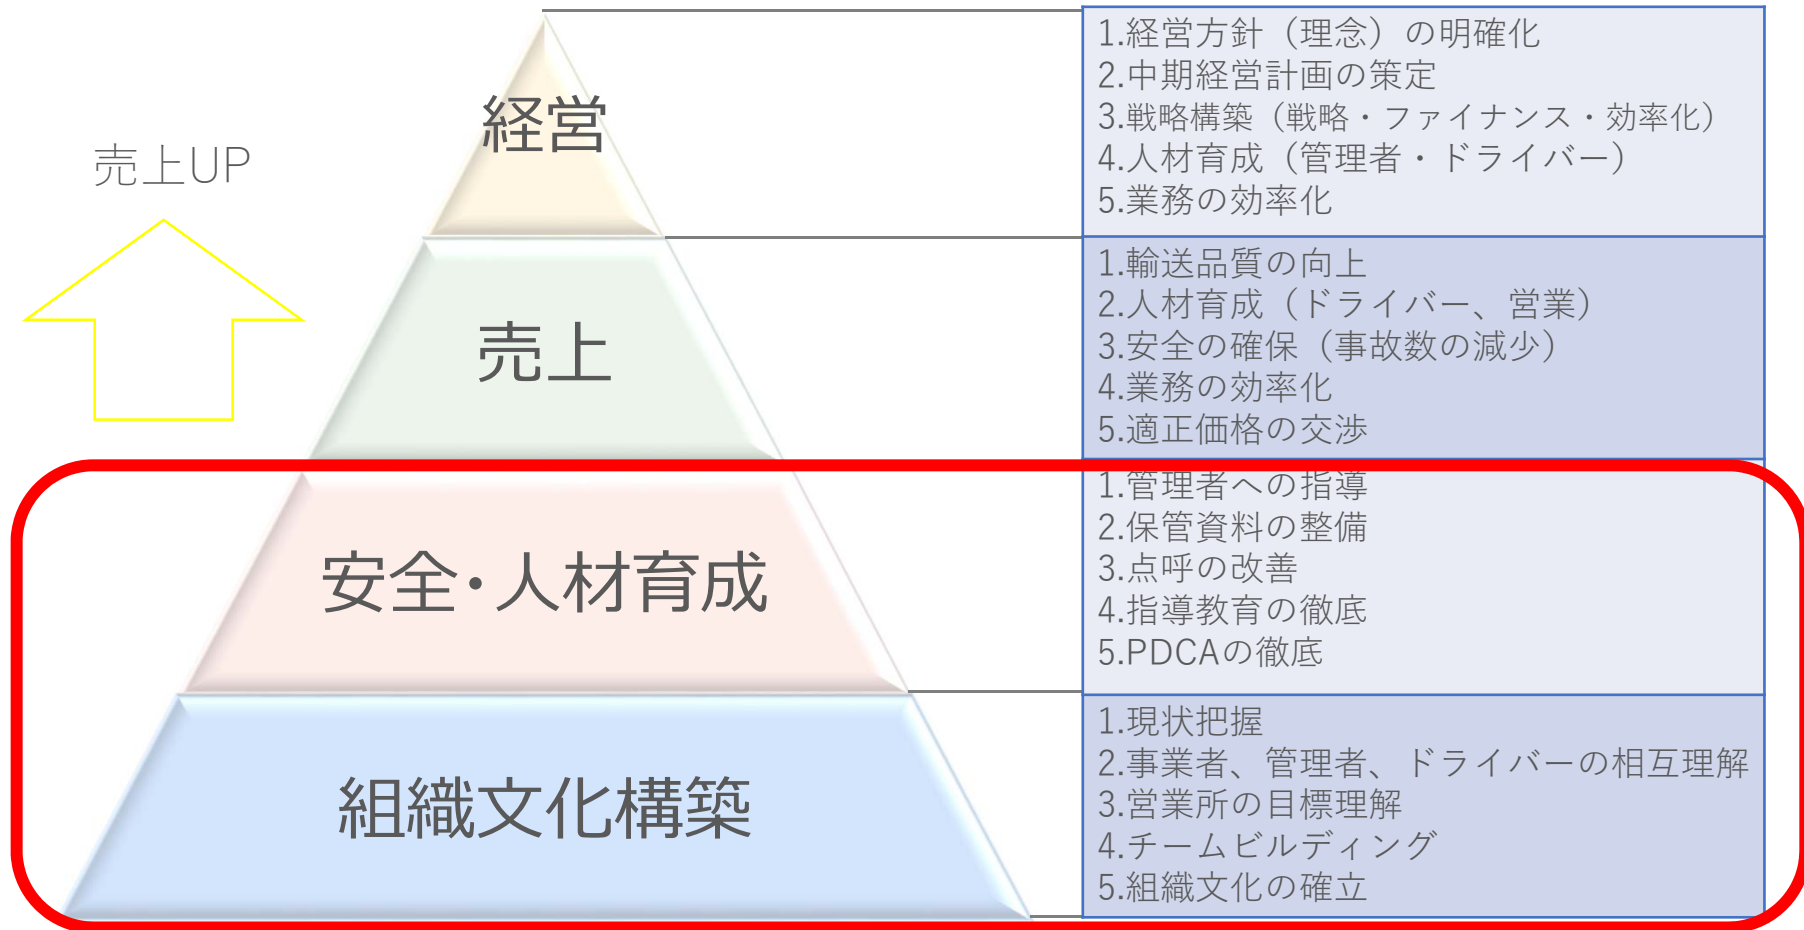 売上UP
経営
売上
安全・人材育成
組織文化構築
1.経営方針（理念）の明確化
2.中期経営計画の策定
3.戦略構築（戦略・ファイナンス・効率化）
4.人材育成（管理者・ドライバー）
5.業務の効率化
1.輸送品質の向上
2.人材育成（ドライバー、営業）
3.安全の確保（事故数の減少）
4.業務の効率化
5.適正価格の交渉
1.管理者への指導
2.保管資料の整備
3.点呼の改善
4.指導教育の徹底
5.PDCAの徹底
1.現状把握
2.事業者、管理者、ドライバーの相互理解
3.営業所の目標理解
4.チームビルディング
5.組織文化の確立